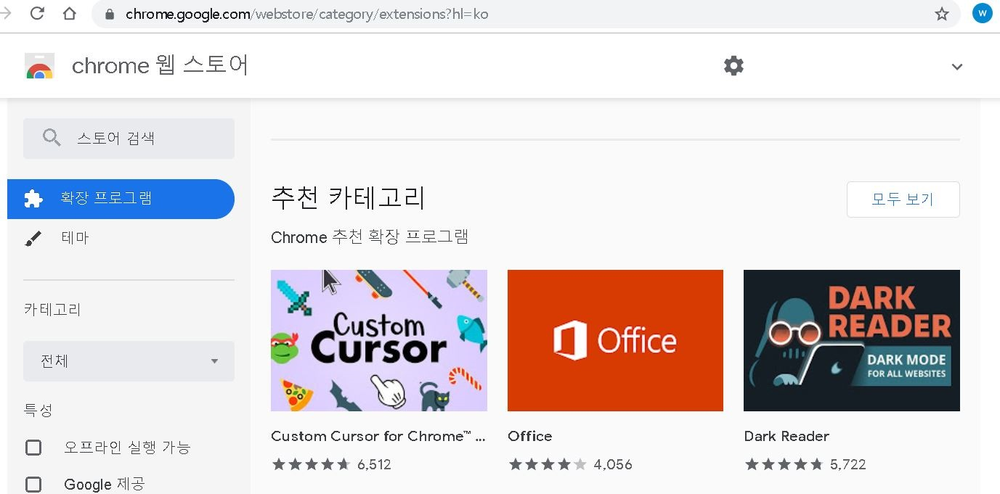 chrome.google.com/webstore/category/extensions?hl=ko
W
chrome 웹 스토어
스토어 검색
확장 프로그램
테마
카테고리
전체
특성
오프라인 실행 가능
Google 제공
추천 카테고리
모두 보기
Chrome 추천 확장 프로그램
Custom
Cursor
Office
DARK
READER
DARK MODE
FOR ALL WEBSITES
Custom Cursor for Chrome™ ...
6,512
Office
4,056
Dark Reader
5,722